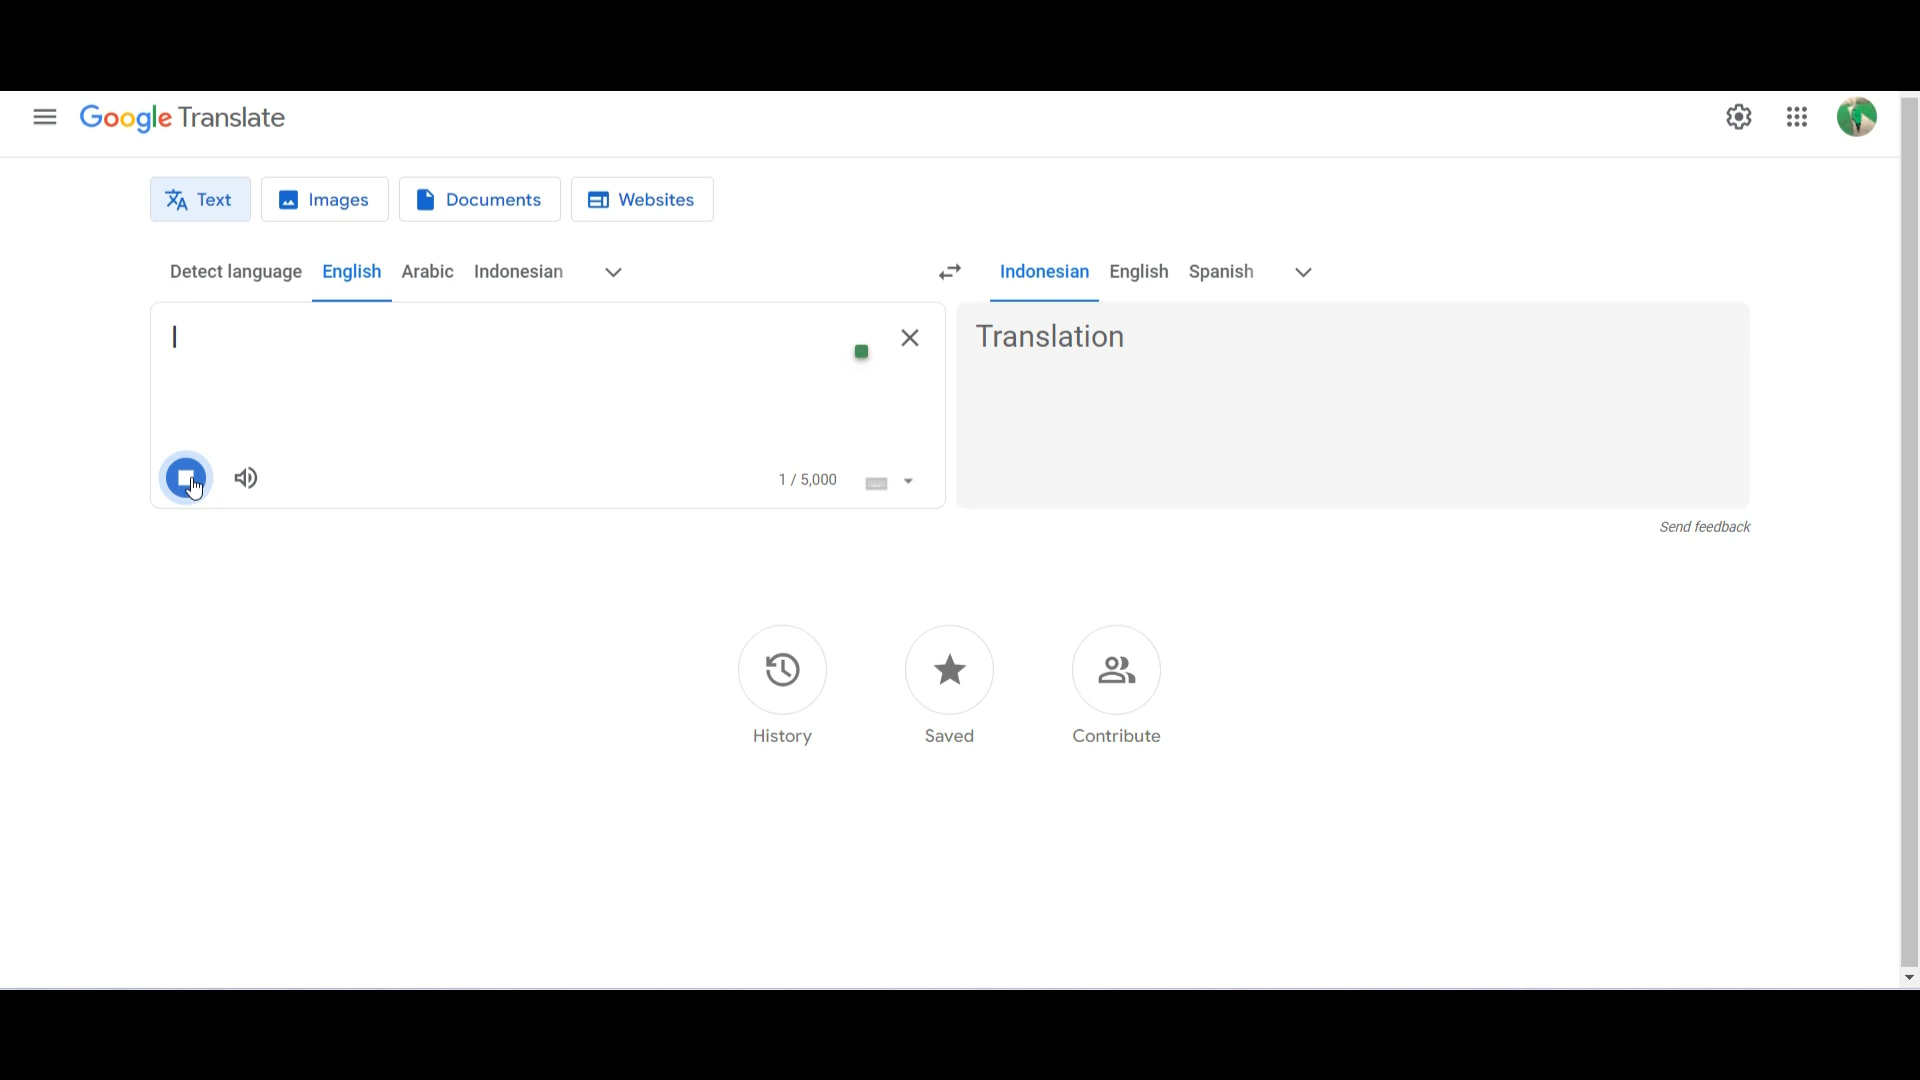 Google Translate
Text Images Documents Websites
Detect language English Arabic Indonesian Indonesian English Spanish
Translation
1 / 5,000
Send feedback
History Saved Contribute